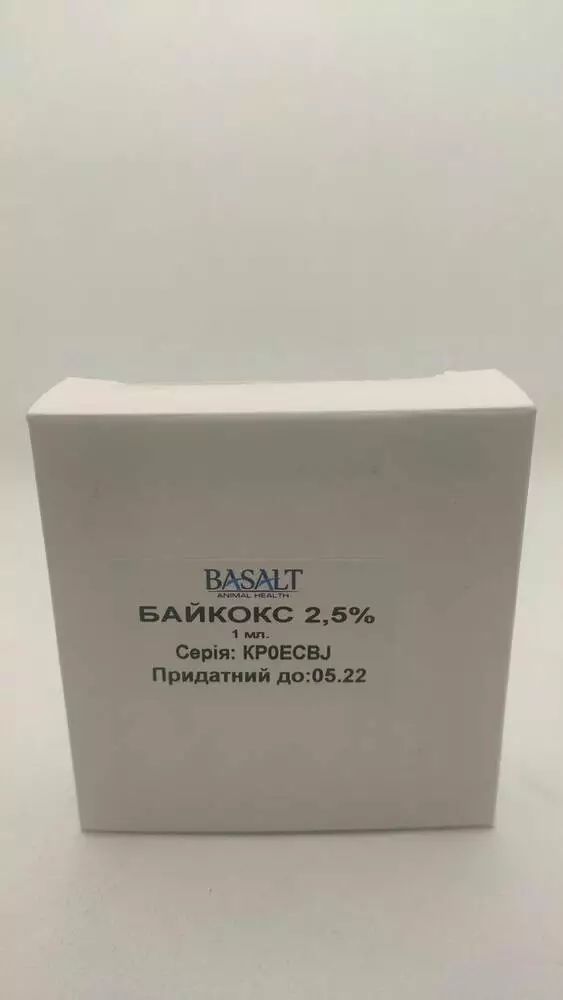 BASALT
ANIMAL HEALTH
БАЙКОКС 2,5%
1 мл.
Серія: KP0ECBJ
Придатний до:05.22